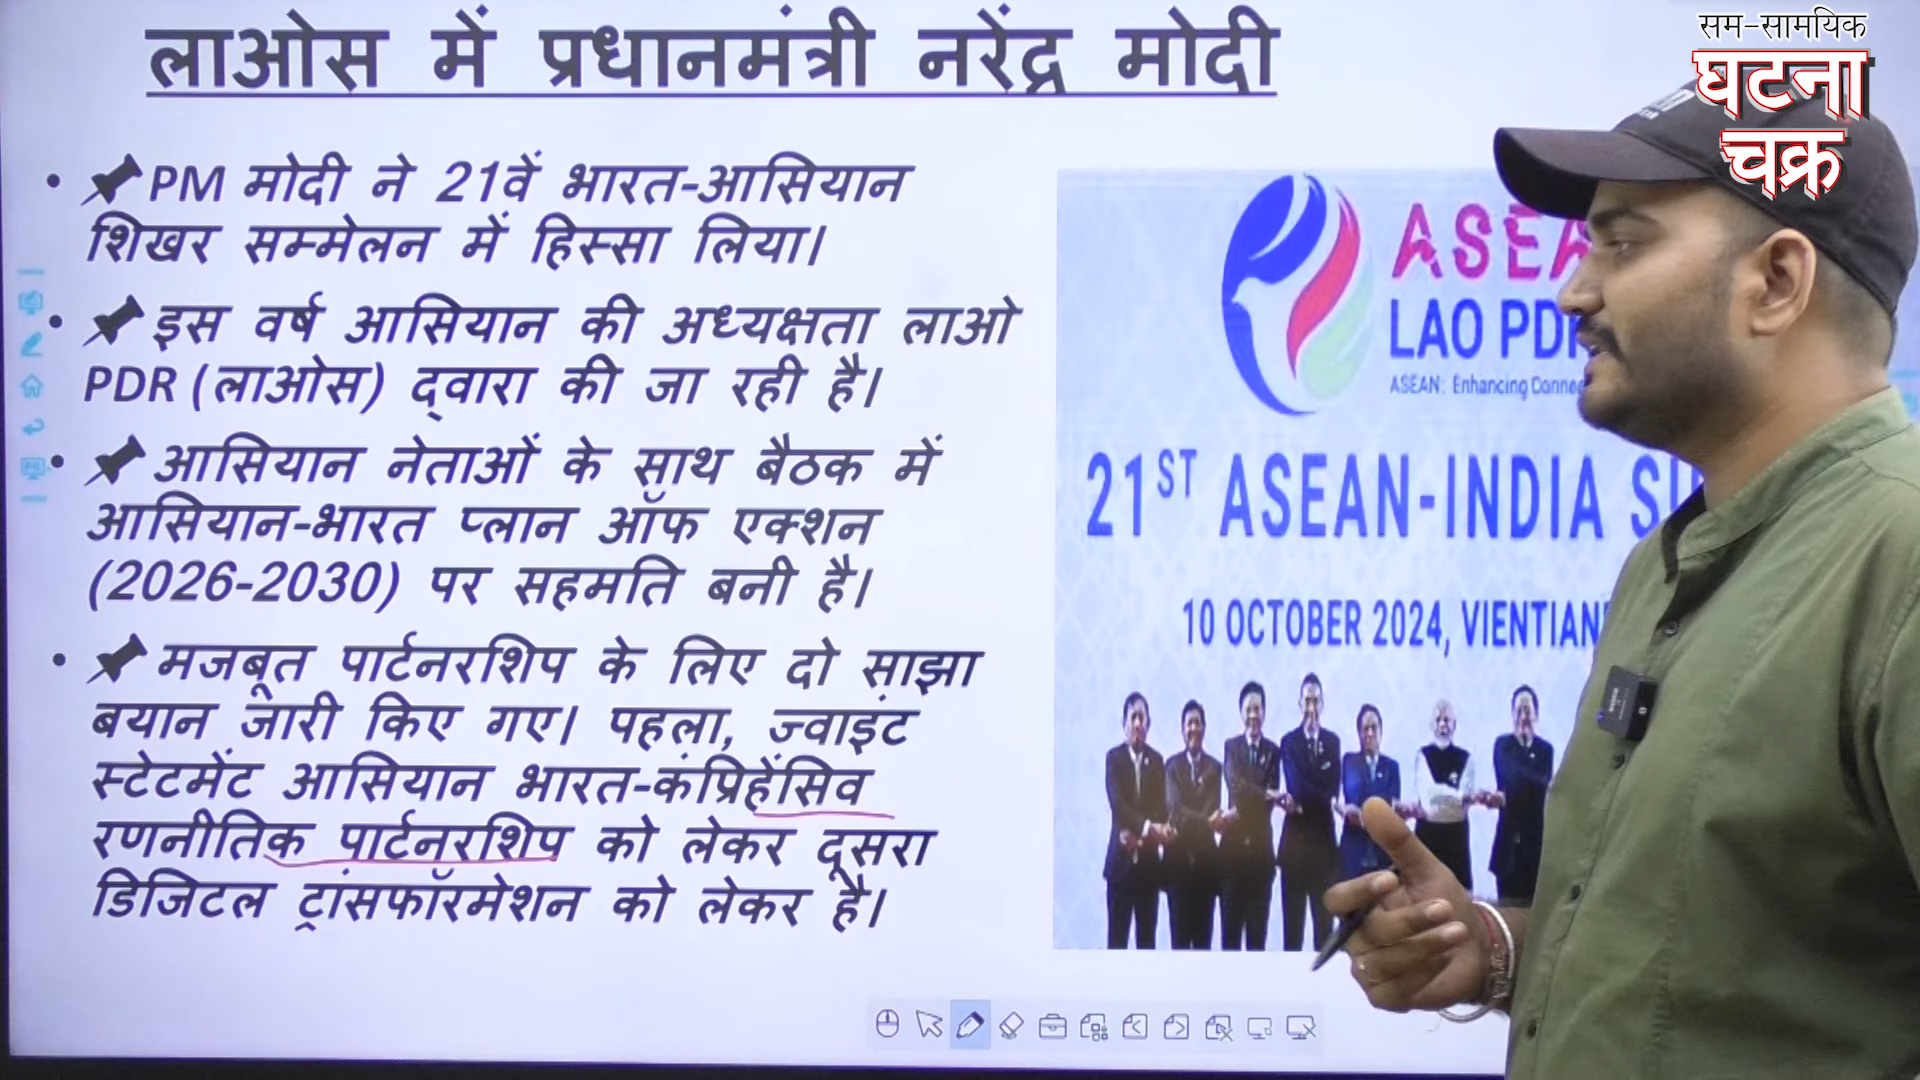 सम-सामयिक
घटना
चक्र
लाओस में प्रधानमंत्री नरेंद्र मोदी
PM मोदी ने 21वें भारत-आसियान
शिखर सम्मेलन में हिस्सा लिया।
इस वर्ष आसियान की अध्यक्षता लाओ
PDR (लाओस) द्वारा की जा रही है।
आसियान नेताओं के साथ बैठक में
आसियान-भारत प्लान ऑफ एक्शन
(2026-2030) पर सहमति बनी है।
मजबूत पार्टनरशिप के लिए दो साझा
बयान जारी किए गए। पहला, ज्वाइंट
स्टेटमेंट आसियान भारत-कंप्रिहेंसिव
रणनीतिक पार्टनरशिप को लेकर दूसरा
डिजिटल ट्रांसफॉरमेशन को लेकर है।
LAO
ASEAN: Enhancing
21ST ASEAN-INDIA
10 OCTOBER 2024,